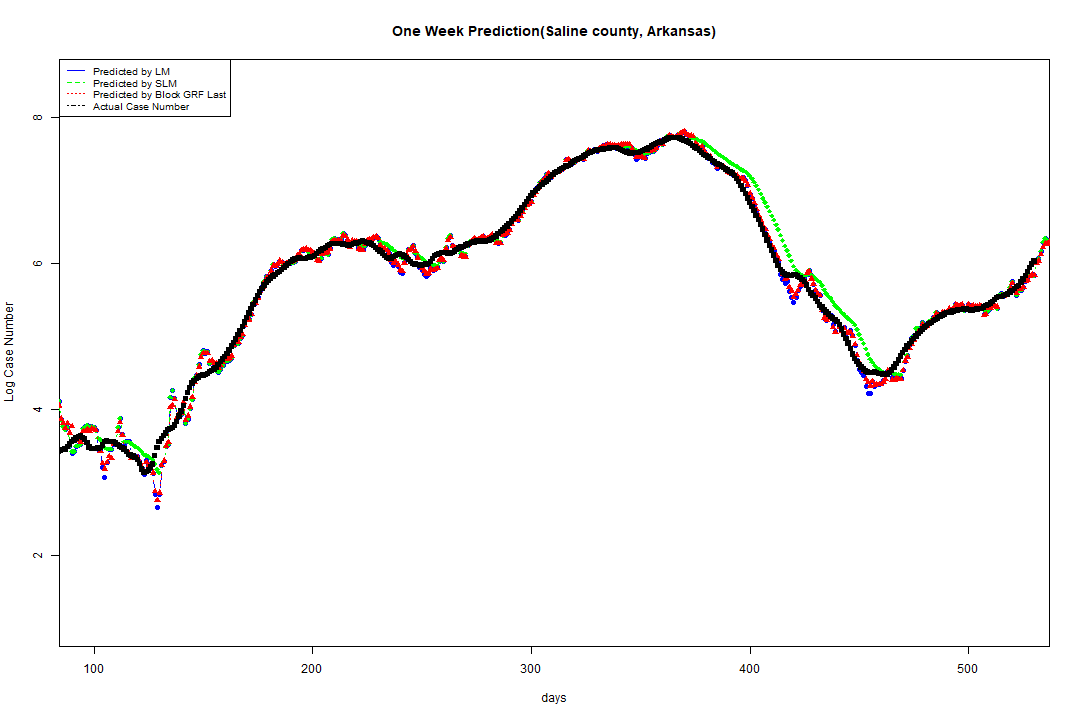 One Week Prediction(Saline county, Arkansas)
Predicted by LM
Predicted by SLM
Predicted by Block GRF Last
Actual Case Number
8
6
4
2
Log Case Number
100 200 300 400 500
days